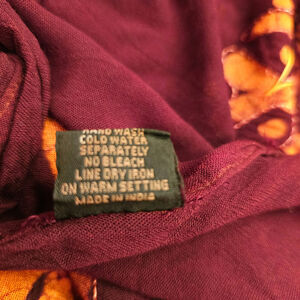 HAND WASH
COLD WATER
SEPARATELY
NO BLEACH
LINE DRY IRON
ON WARM SETTING
MADE IN INDIA